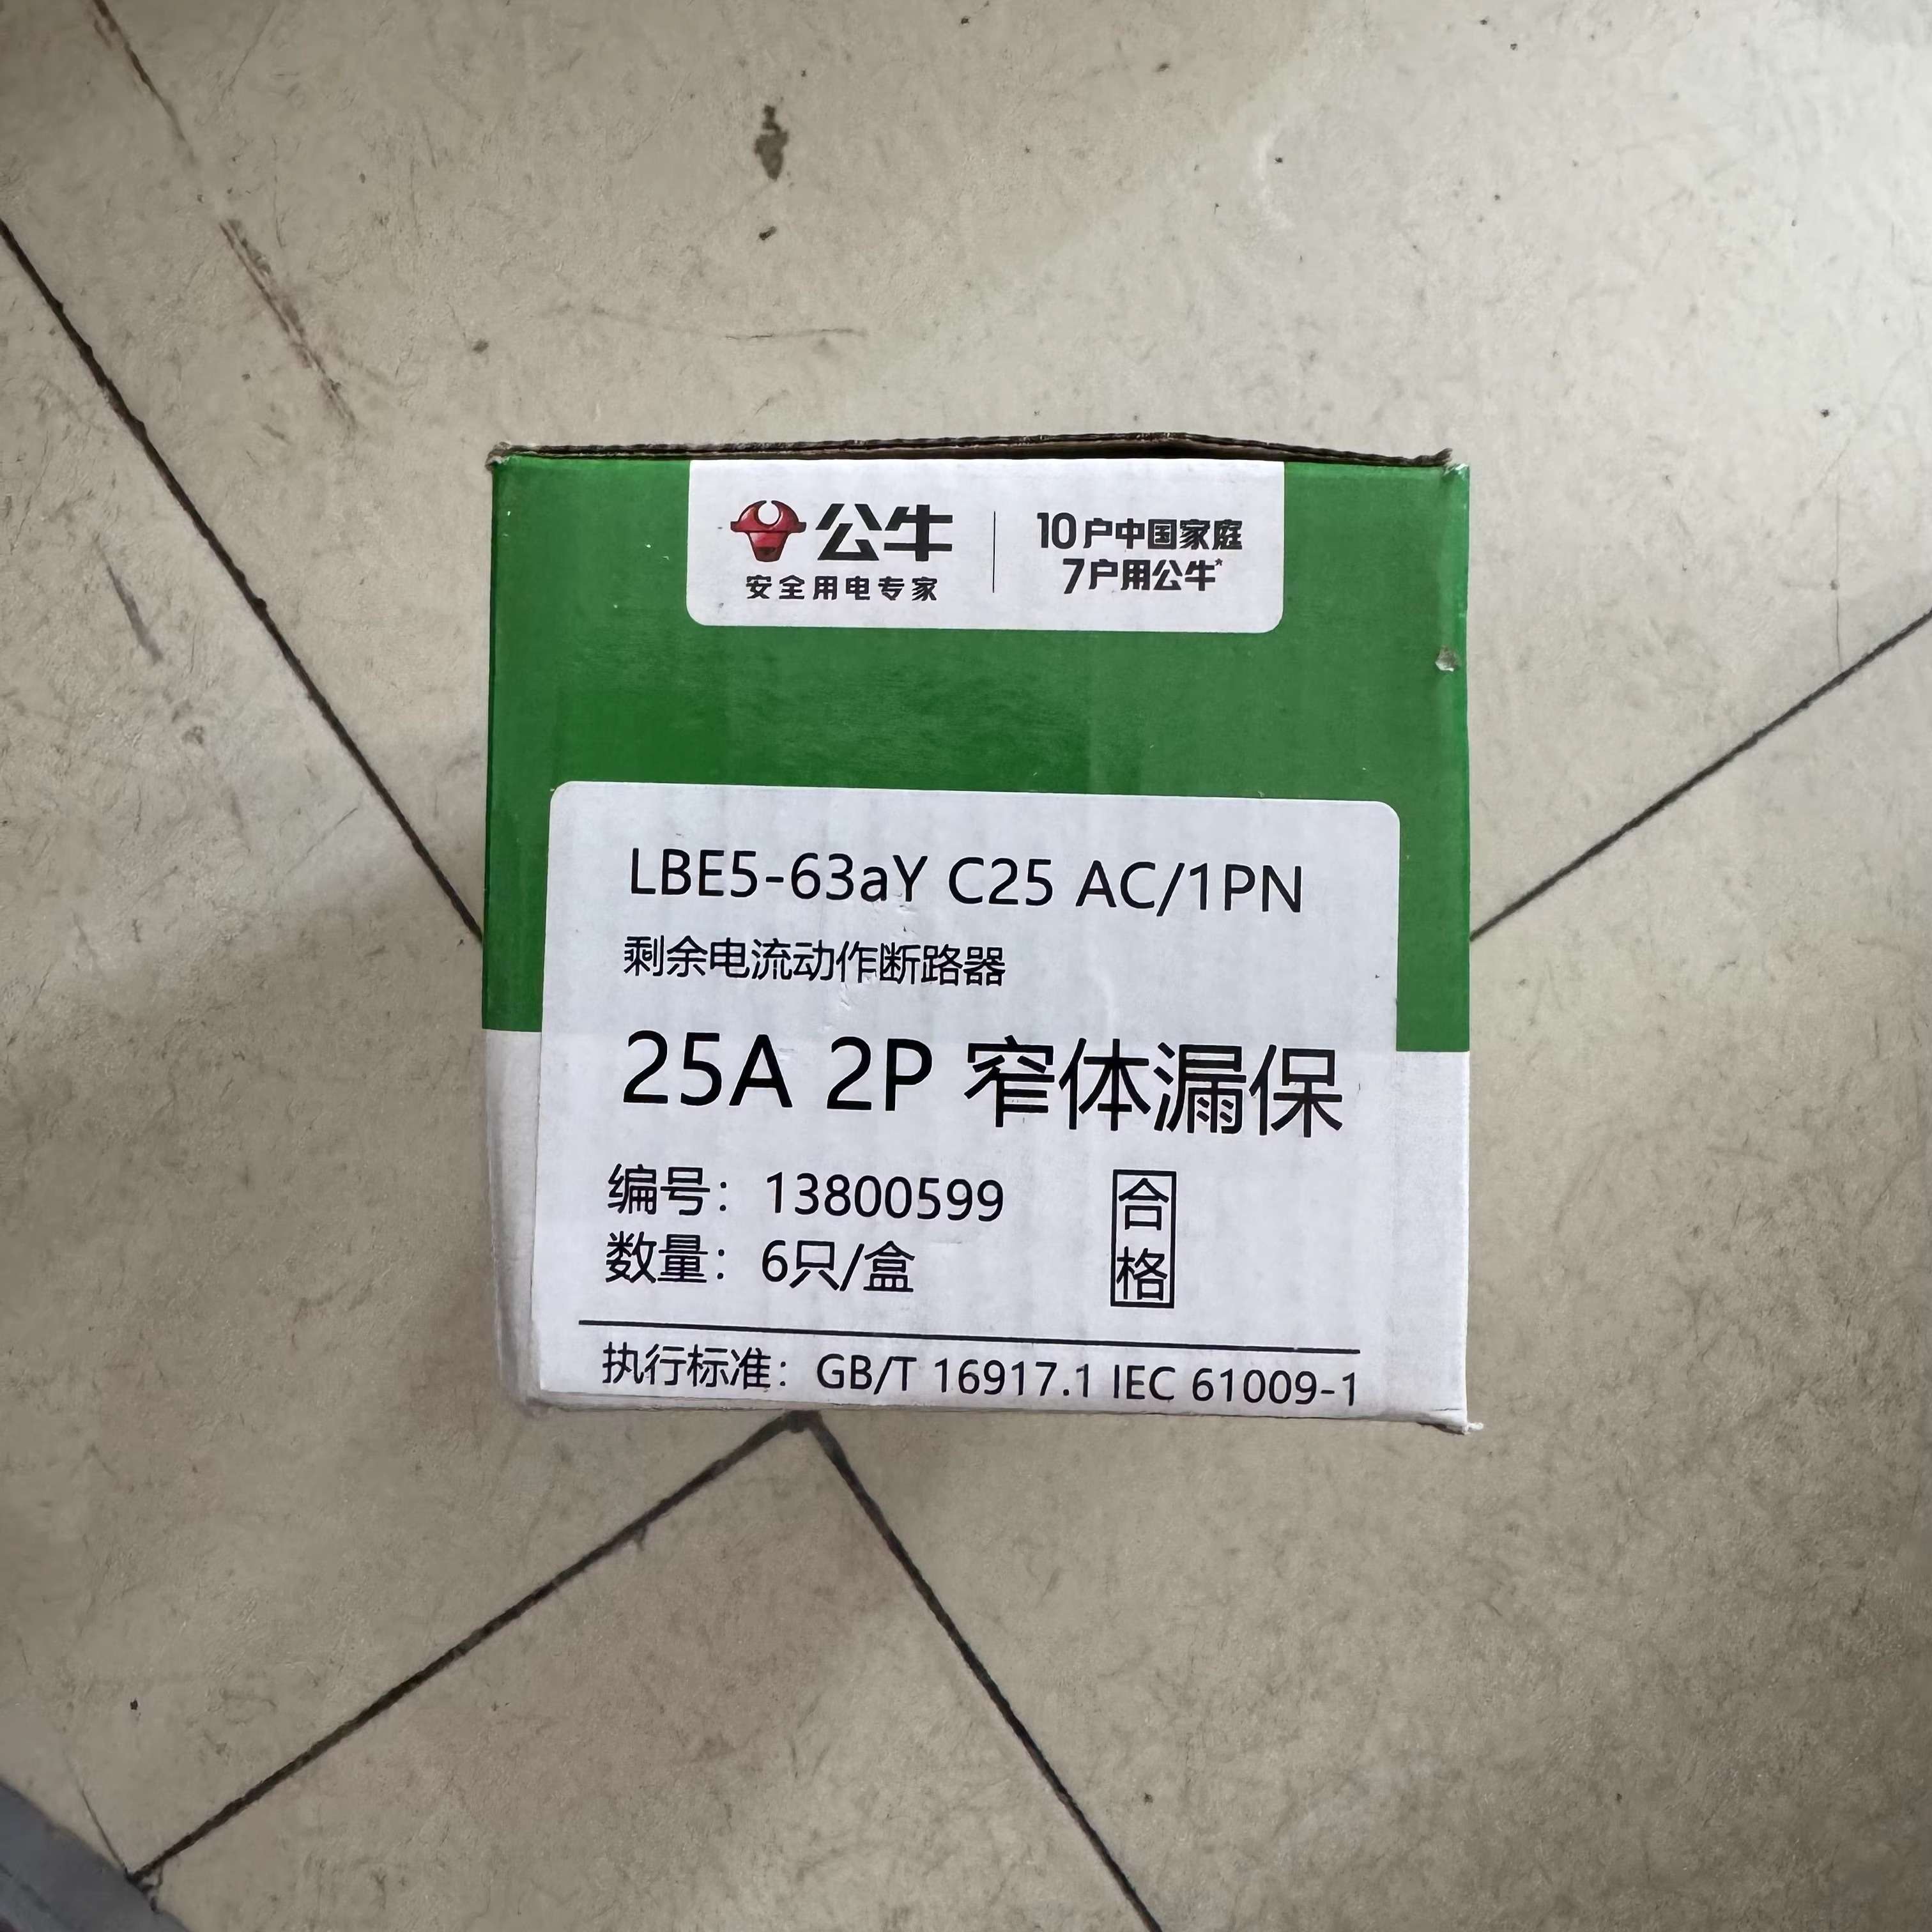 公牛
安全用电专家
10户中国家庭
7户用公牛*
LBE5-63aY C25 AC/1PN
剩余电流动作断路器
25A 2P 窄体漏保
编号：13800599
数量：6只/盒
合格
执行标准：GB/T 16917.1 IEC 61009-1